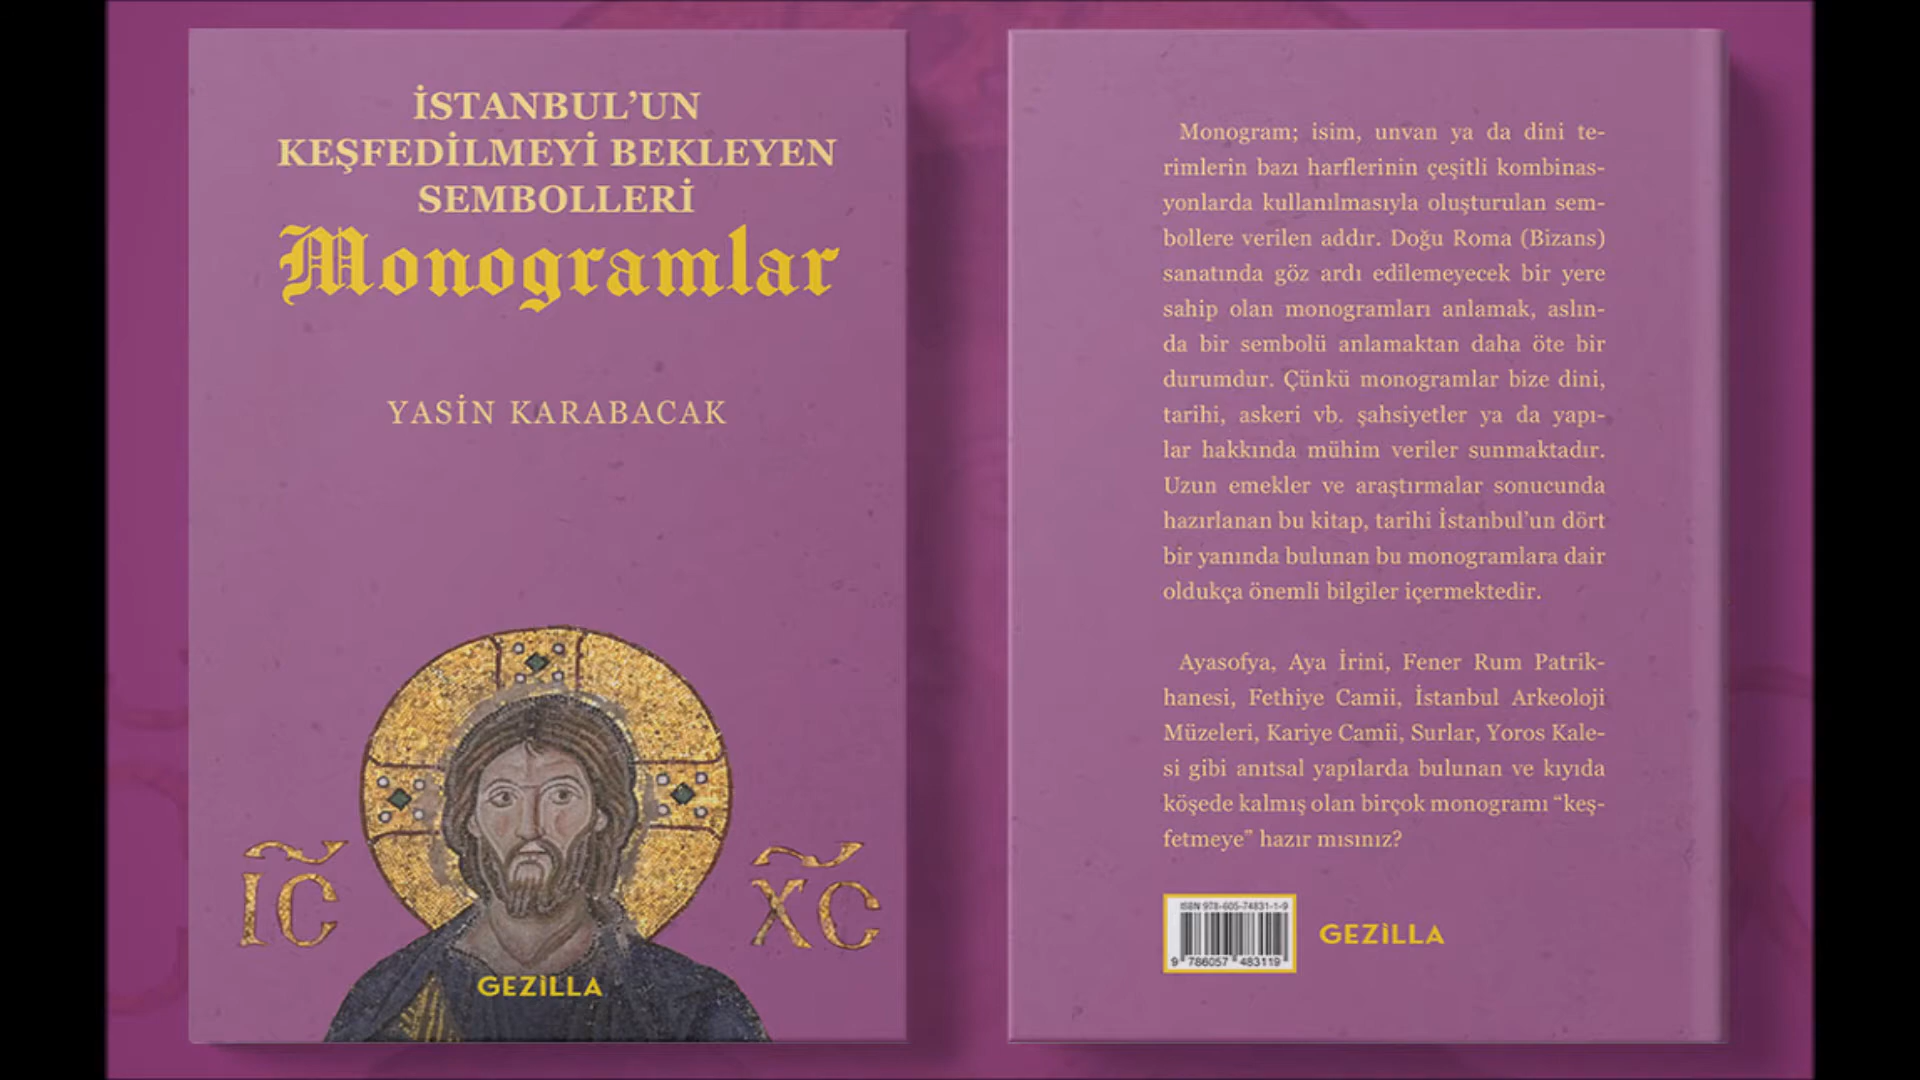 İSTANBUL’UN
KEŞFEDİLMEYİ BEKLEYEN
SEMBOLLERİ
Monogramlar
YASİN KARABACAK
IC
XC
GEZİLLA
Monogram; isim, unvan ya da dini te-
rimlerin bazı harflerinin çeşitli kombinas-
yonlarda kullanılmasıyla oluşturulan sem-
bollere verilen addır. Doğu Roma (Bizans)
sanatında göz ardı edilemeyecek bir yere
sahip olan monogramları anlamak, aslın-
da bir sembolü anlamaktan daha öte bir
durumdur. Çünkü monogramlar bize dini,
tarihi, askeri vb. şahsiyetler ya da yapı-
lar hakkında mühim veriler sunmaktadır.
Uzun emekler ve araştırmalar sonucunda
hazırlanan bu kitap, tarihi İstanbul’un dört
bir yanında bulunan bu monogramlara dair
oldukça önemli bilgiler içermektedir.
Ayasofya, Aya İrini, Fener Rum Patrik-
hanesi, Fethiye Camii, İstanbul Arkeoloji
Müzeleri, Kariye Camii, Surlar, Yoros Kale-
si gibi anıtsal yapılarda bulunan ve kıyıda
köşede kalmış olan birçok monogramı “keş-
fetmeye” hazır mısınız?
ISBN 978-605-74831-1-9
9 786057 483119
GEZİLLA